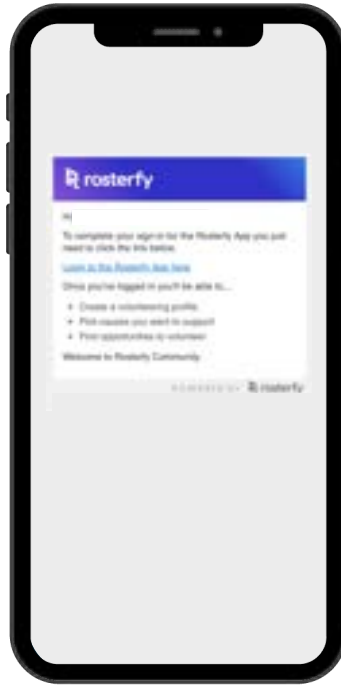 rosterfy
Hi
To complete your sign in for the Rosterfy App you just
need to click the link below.
Login to the Rosterfy App here
Once you've logged in you'll be able to...
• Create a volunteering profile
• Pick causes you want to support
• Find opportunities to volunteer
Welcome to Rosterfy Community
POWERED BY rosterfy